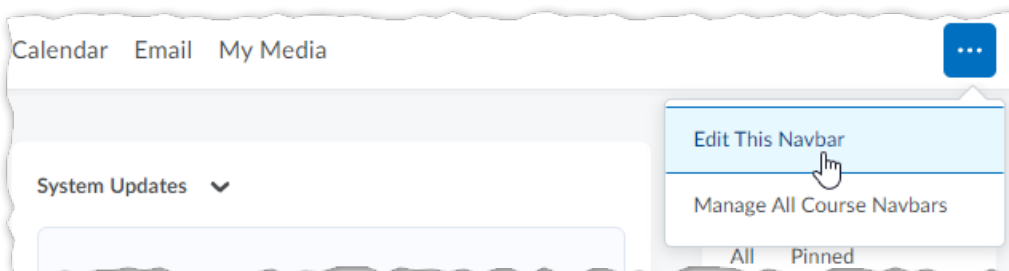 Calendar Email My Media
...
Edit This Navbar
System Updates
Manage All Course Navbars
All Pinned